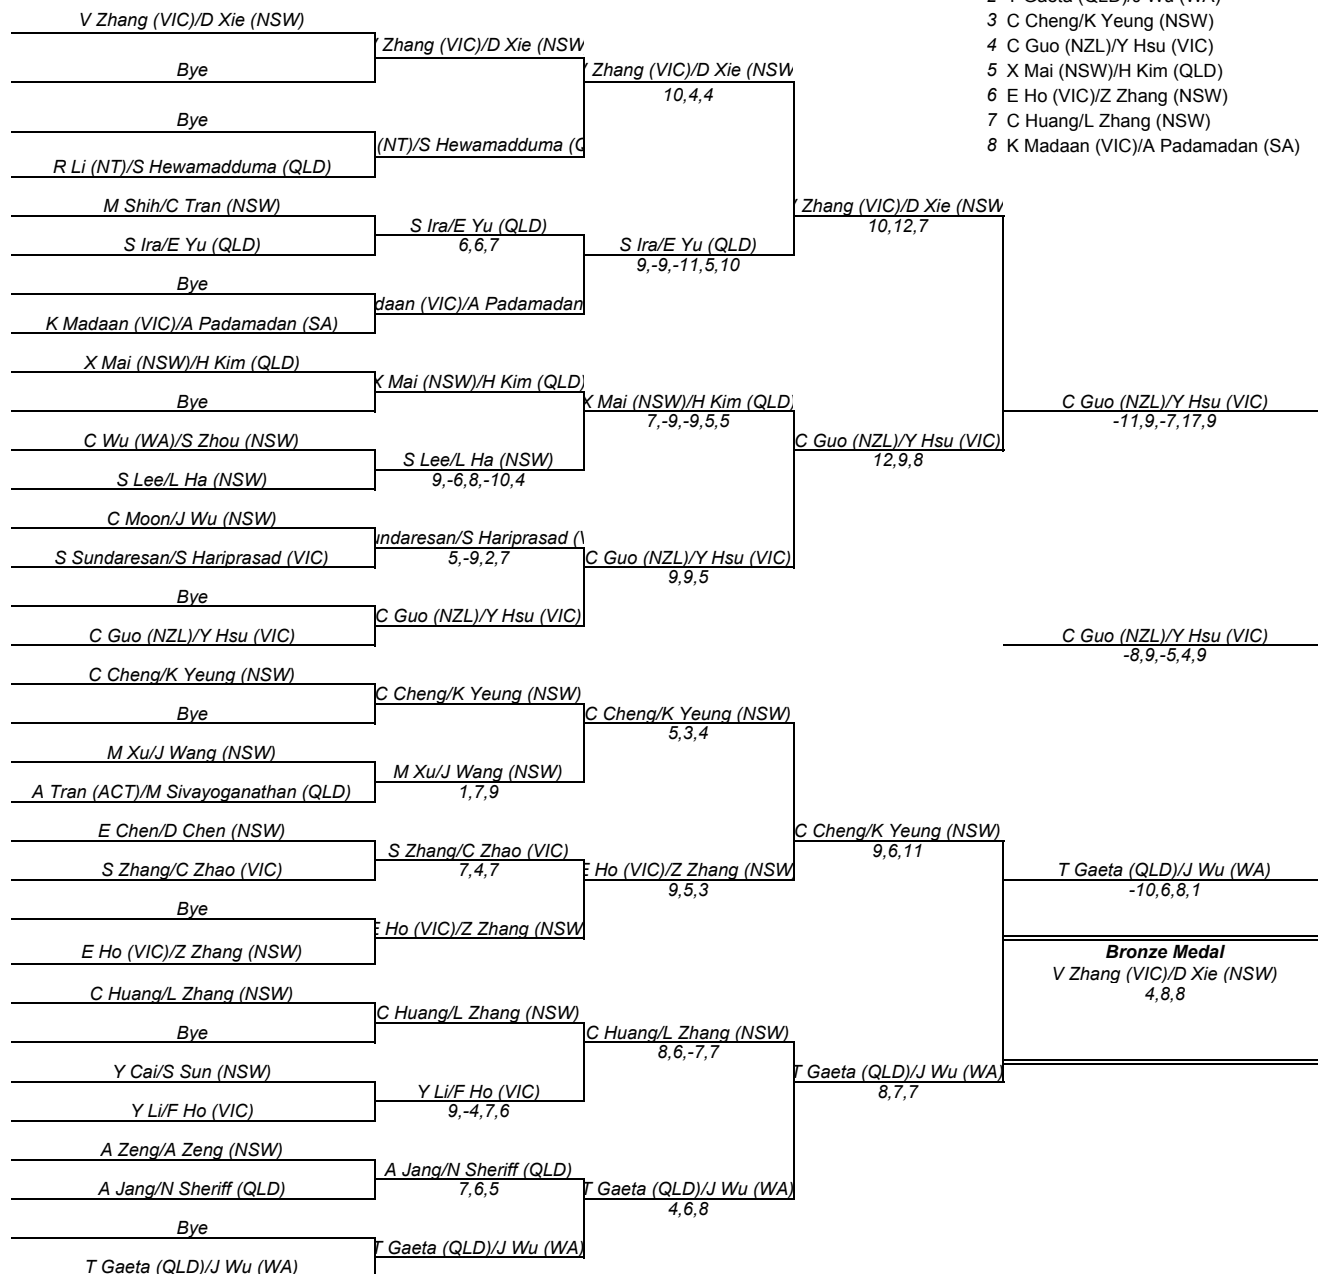 2 T Gaeta (QLD)/J Wu (WA)
3 C Cheng/K Yeung (NSW)
4 C Guo (NZL)/Y Hsu (VIC)
5 X Mai (NSW)/H Kim (QLD)
6 E Ho (VIC)/Z Zhang (NSW)
7 C Huang/L Zhang (NSW)
8 K Madaan (VIC)/A Padamadan (SA)
V Zhang (VIC)/D Xie (NSW)
Bye
Bye
R Li (NT)/S Hewamadduma (QLD)
M Shih/C Tran (NSW)
S Ira/E Yu (QLD)
Bye
K Madaan (VIC)/A Padamadan (SA)
X Mai (NSW)/H Kim (QLD)
Bye
C Wu (WA)/S Zhou (NSW)
S Lee/L Ha (NSW)
C Moon/J Wu (NSW)
S Sundaresan/S Hariprasad (VIC)
Bye
C Guo (NZL)/Y Hsu (VIC)
C Cheng/K Yeung (NSW)
Bye
M Xu/J Wang (NSW)
A Tran (ACT)/M Sivayoganathan (QLD)
E Chen/D Chen (NSW)
S Zhang/C Zhao (VIC)
Bye
E Ho (VIC)/Z Zhang (NSW)
C Huang/L Zhang (NSW)
Bye
Y Cai/S Sun (NSW)
Y Li/F Ho (VIC)
A Zeng/A Zeng (NSW)
A Jang/N Sheriff (QLD)
Bye
T Gaeta (QLD)/J Wu (WA)
Zhang (VIC)/D Xie (NSW
(NT)/S Hewamadduma (
S Ira/E Yu (QLD)
6,6,7
daan (VIC)/A Padamadan
X Mai (NSW)/H Kim (QLD)
S Lee/L Ha (NSW)
9,-6,8,-10,4
undaresan/S Hariprasad (
5,-9,2,7
C Guo (NZL)/Y Hsu (VIC)
C Cheng/K Yeung (NSW)
M Xu/J Wang (NSW)
1,7,9
S Zhang/C Zhao (VIC)
7,4,7
E Ho (VIC)/Z Zhang (NSW
C Huang/L Zhang (NSW)
Y Li/F Ho (VIC)
9,-4,7,6
A Jang/N Sheriff (QLD)
7,6,5
T Gaeta (QLD)/J Wu (WA)
Zhang (VIC)/D Xie (NSW
10,4,4
S Ira/E Yu (QLD)
9,-9,-11,5,10
X Mai (NSW)/H Kim (QLD)
7,-9,-9,5,5
C Guo (NZL)/Y Hsu (VIC)
9,9,5
C Cheng/K Yeung (NSW)
5,3,4
E Ho (VIC)/Z Zhang (NSW
9,5,3
C Huang/L Zhang (NSW)
8,6,-7,7
T Gaeta (QLD)/J Wu (WA)
4,6,8
Zhang (VIC)/D Xie (NSW
10,12,7
C Guo (NZL)/Y Hsu (VIC)
12,9,8
C Cheng/K Yeung (NSW)
9,6,11
T Gaeta (QLD)/J Wu (WA)
8,7,7
C Guo (NZL)/Y Hsu (VIC)
-11,9,-7,17,9
C Guo (NZL)/Y Hsu (VIC)
-8,9,-5,4,9
T Gaeta (QLD)/J Wu (WA)
-10,6,8,1
Bronze Medal
V Zhang (VIC)/D Xie (NSW)
4,8,8